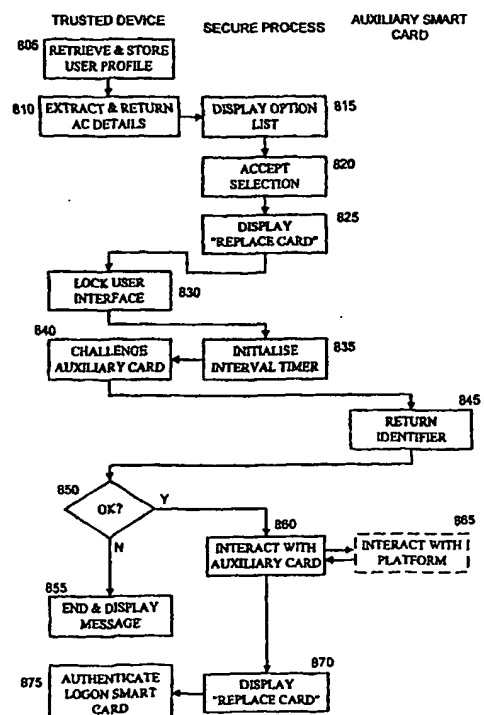 TRUSTED DEVICE
SECURE PROCESS
AUXILIARY SMART
CARD
805
RETRIEVE & STORE
USER PROFILE
810
EXTRACT & RETURN
AC DETAILS
DISPLAY OPTION
LIST
815
ACCEPT
SELECTION
820
DISPLAY
"REPLACE CARD"
825
LOCK USER
INTERFACE
830
840
CHALLENGE
AUXILIARY CARD
INITIALISE
INTERVAL TIMER
835
845
RETURN
IDENTIFIER
850
OK?
Y
N
860
INTERACT WITH
AUXILIARY CARD
865
INTERACT WITH
PLATFORM
855
END & DISPLAY
MESSAGE
875
AUTHENTICATE
LOGON SMART
CARD
DISPLAY
"REPLACE CARD"
870